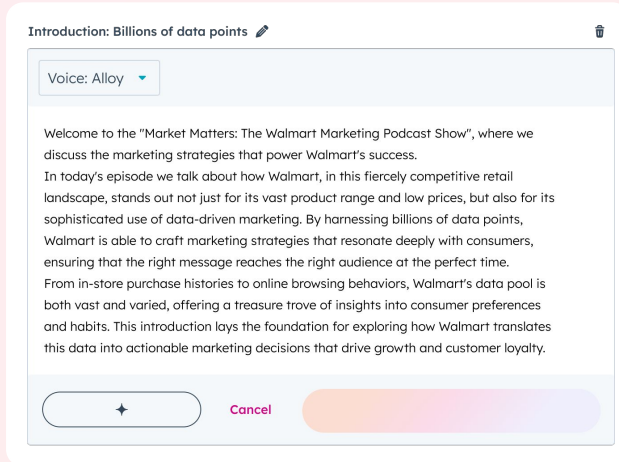 Introduction: Billions of data points
Voice: Alloy
Welcome to the "Market Matters: The Walmart Marketing Podcast Show", where we
discuss the marketing strategies that power Walmart's success.
In today's episode we talk about how Walmart, in this fiercely competitive retail
landscape, stands out not just for its vast product range and low prices, but also for its
sophisticated use of data-driven marketing. By harnessing billions of data points,
Walmart is able to craft marketing strategies that resonate deeply with consumers,
ensuring that the right message reaches the right audience at the perfect time.
From in-store purchase histories to online browsing behaviors, Walmart's data pool is
both vast and varied, offering a treasure trove of insights into consumer preferences
and habits. This introduction lays the foundation for exploring how Walmart translates
this data into actionable marketing decisions that drive growth and customer loyalty.
Cancel